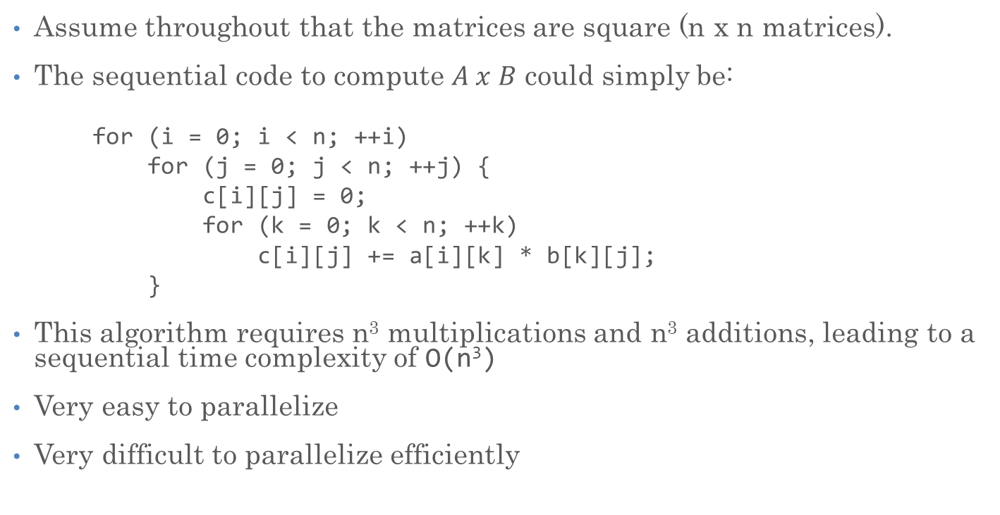 • Assume throughout that the matrices are square (n x n matrices).
• The sequential code to compute A x B could simply be:
for (i = 0; i < n; ++i)
    for (j = 0; j < n; ++j) {
        c[i][j] = 0;
        for (k = 0; k < n; ++k)
            c[i][j] += a[i][k] * b[k][j];
    }
• This algorithm requires n³ multiplications and n³ additions, leading to a
sequential time complexity of O(n³)
• Very easy to parallelize
• Very difficult to parallelize efficiently